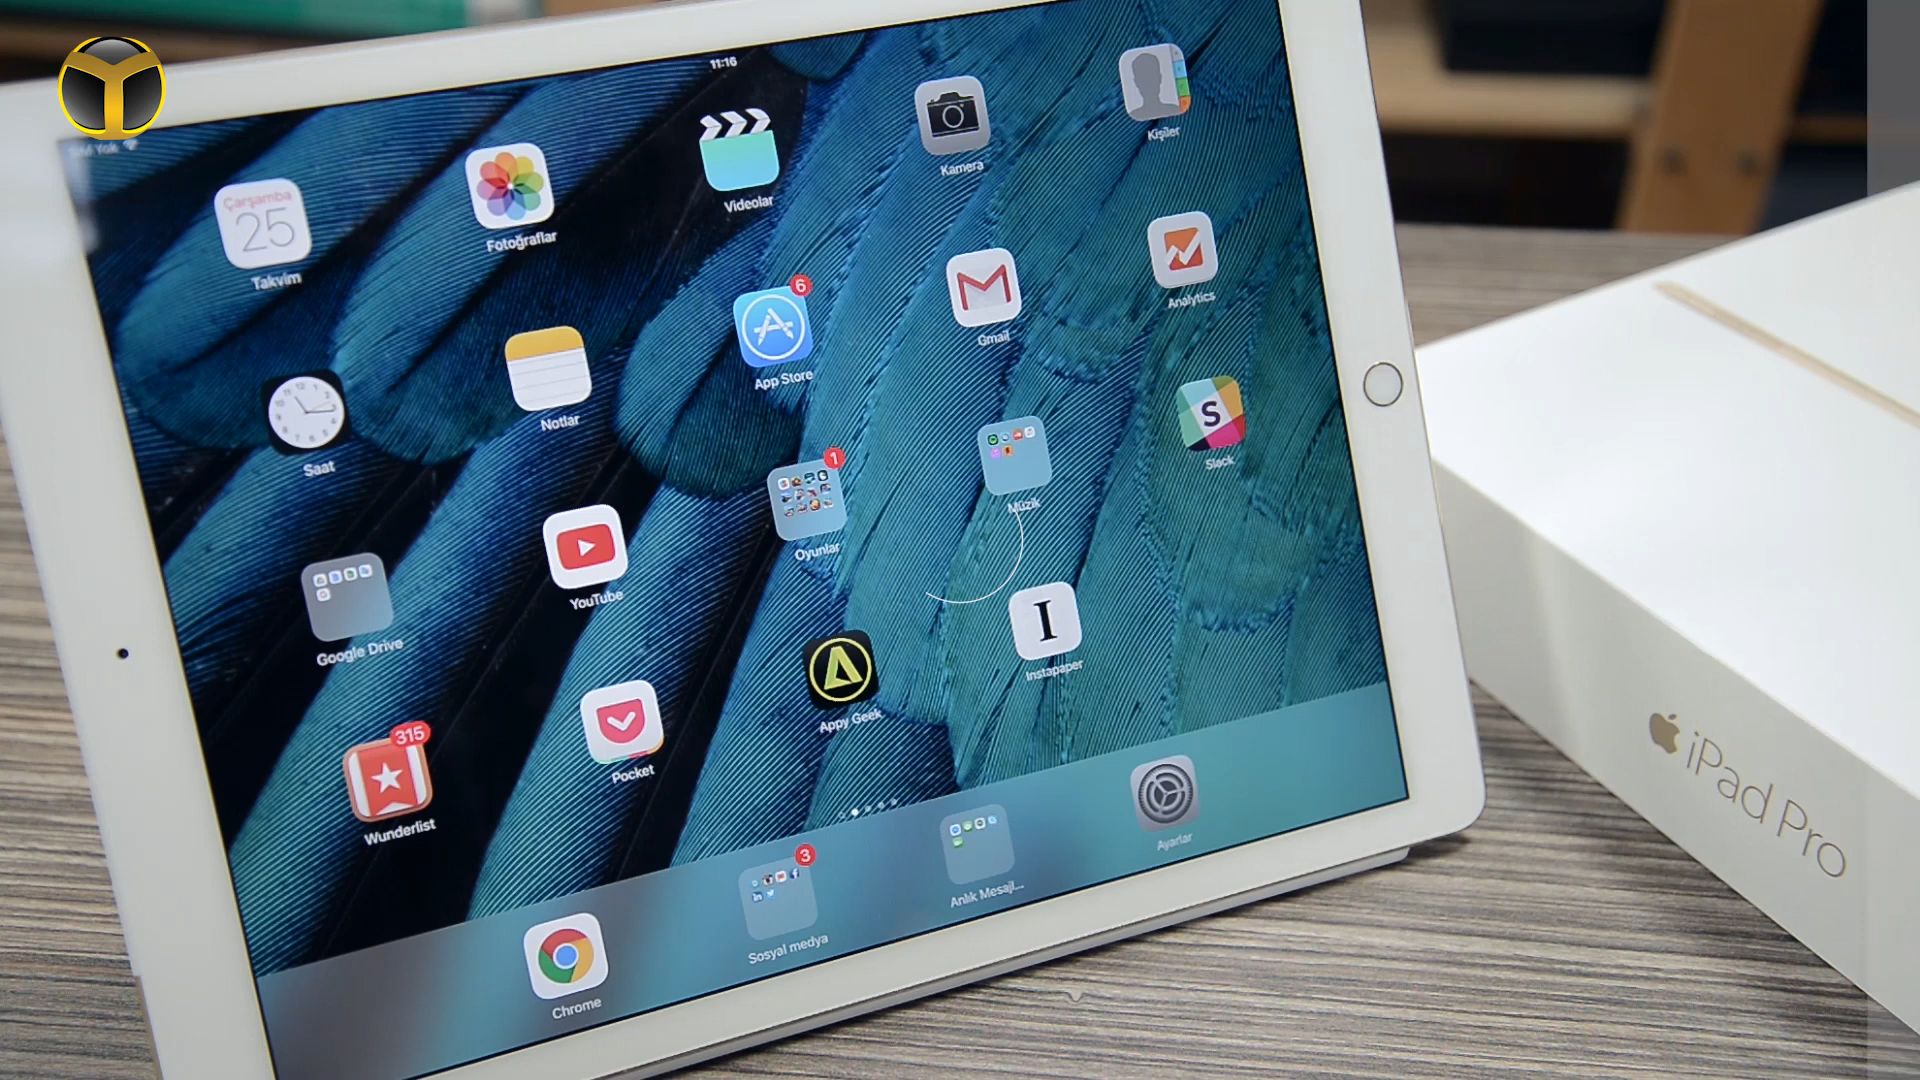 11:16
SIM Yok
Çarşamba
25
Takvim
Fotoğraflar
Videolar
Kamera
Kişiler
Saat
Notlar
6
App Store
Gmail
Analytics
Google Drive
YouTube
1
Oyunlar
Müzik
S
Slack
315
Wunderlist
Pocket
Appy Geek
I
Instapaper
Chrome
3
Sosyal medya
Anlık Mesajl...
Ayarlar
iPad Pro